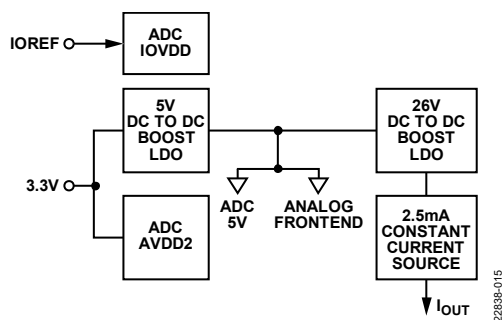 IOREF
ADC
IOVDD
5V
DC TO DC
BOOST
LDO
26V
DC TO DC
BOOST
LDO
3.3V
ADC
5V
ANALOG
FRONTEND
ADC
AVDD2
2.5mA
CONSTANT
CURRENT
SOURCE
IOUT
22838-015